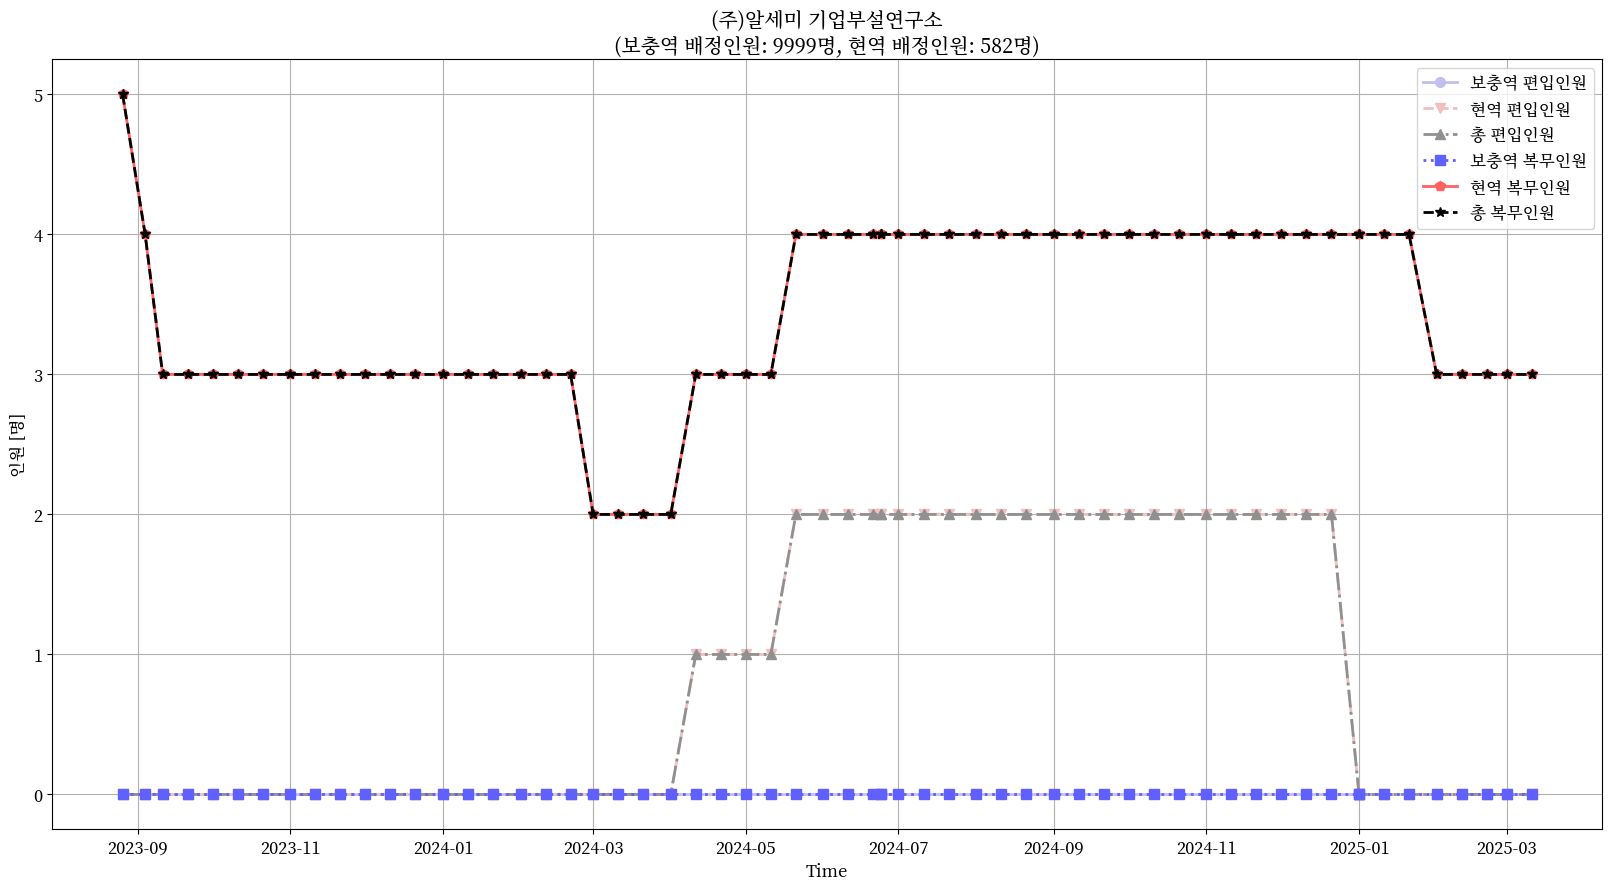 (주)알세미 기업부설연구소
(보충역 배정인원: 9999명, 현역 배정인원: 582명)
보충역 편입인원
현역 편입인원
총 편입인원
보충역 복무인원
현역 복무인원
총 복무인원
인원 [명]
5
4
3
2
1
0
2023-09
2023-11
2024-01
2024-03
2024-05
2024-07
2024-09
2024-11
2025-01
2025-03
Time